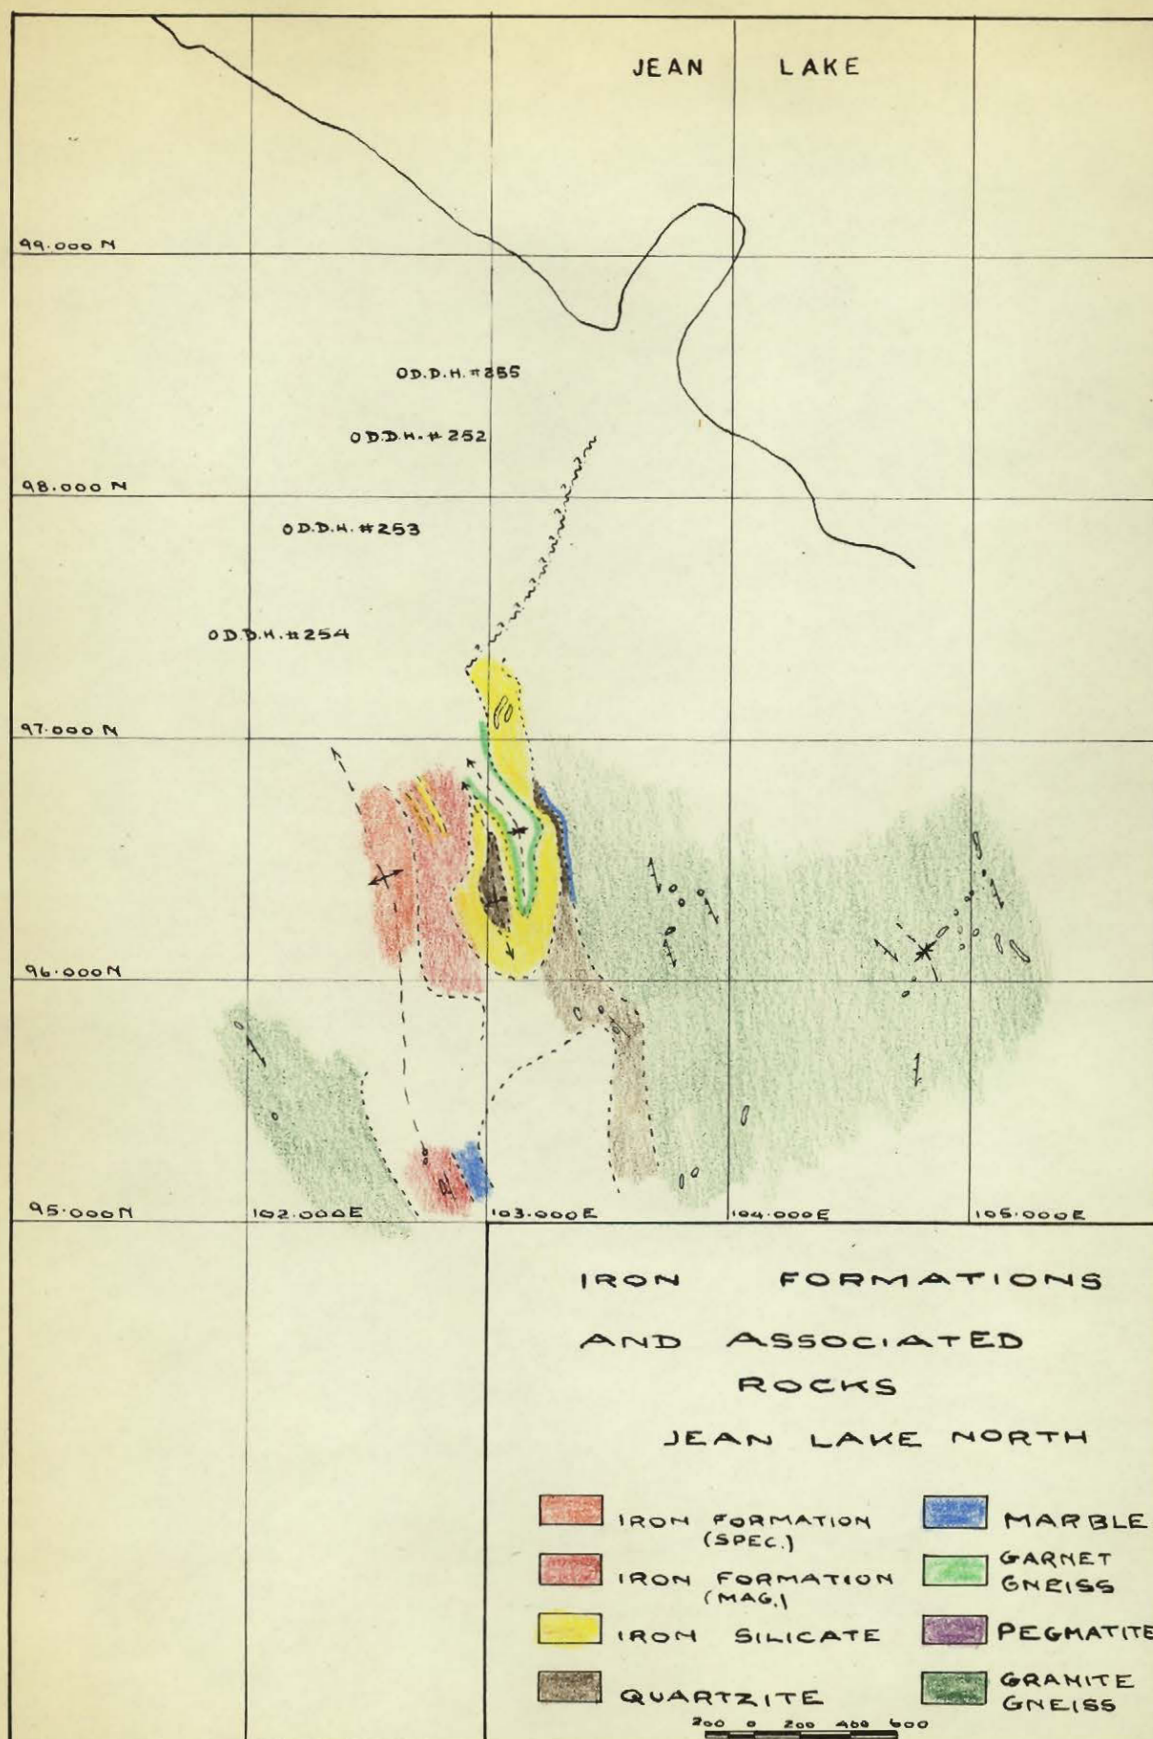 JEAN LAKE
99.000 N
O D.D.H. #255
O D.D.H. # 252
98.000 N
O D.D.H. #253
O D.D.H. #254
97.000 N
96.000 N
95.000 N
102.000 E
103.000 E
104.000 E
105.000 E
IRON FORMATIONS
AND ASSOCIATED
ROCKS
JEAN LAKE NORTH
IRON FORMATION
(SPEC.)
IRON FORMATION
(MAG.)
IRON SILICATE
QUARTZITE
MARBLE
GARNET
GNEISS
PEGMATITE
GRANITE
GNEISS
200 0 200 400 600